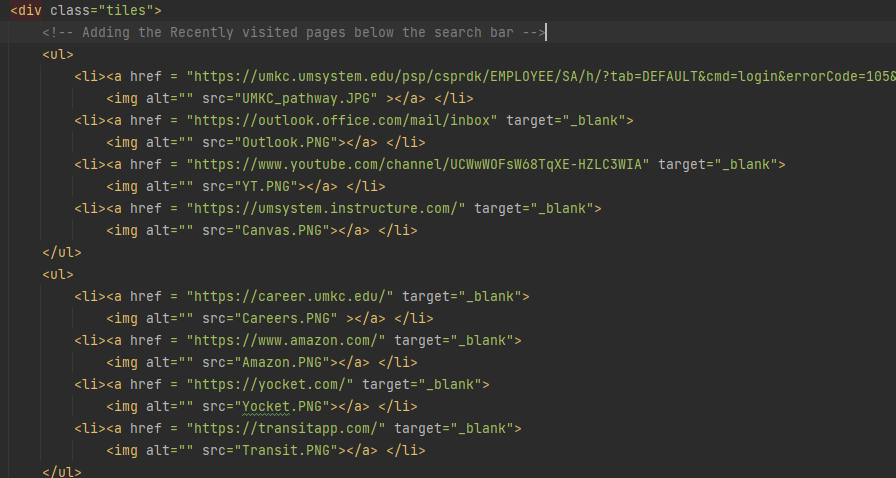 <div class="tiles">
<!-- Adding the Recently visited pages below the search bar -->
<ul>
<li><a href = "https://umkc.umsystem.edu/psp/csprdk/EMPLOYEE/SA/h/?tab=DEFAULT&cmd=login&errorCode=105&
<img alt="" src="UMKC_pathway.JPG" ></a> </li>
<li><a href = "https://outlook.office.com/mail/inbox" target="_blank">
<img alt="" src="Outlook.PNG"></a> </li>
<li><a href = "https://www.youtube.com/channel/UCWwWOFsW68TqXE-HZLC3WIA" target="_blank">
<img alt="" src="YT.PNG"></a> </li>
<li><a href = "https://umsystem.instructure.com/" target="_blank">
<img alt="" src="Canvas.PNG"></a> </li>
</ul>
<ul>
<li><a href = "https://career.umkc.edu/" target="_blank">
<img alt="" src="Careers.PNG" ></a> </li>
<li><a href = "https://www.amazon.com/" target="_blank">
<img alt="" src="Amazon.PNG"></a> </li>
<li><a href = "https://yocket.com/" target="_blank">
<img alt="" src="Yocket.PNG"></a> </li>
<li><a href = "https://transitapp.com/" target="_blank">
<img alt="" src="Transit.PNG"></a> </li>
</ul>